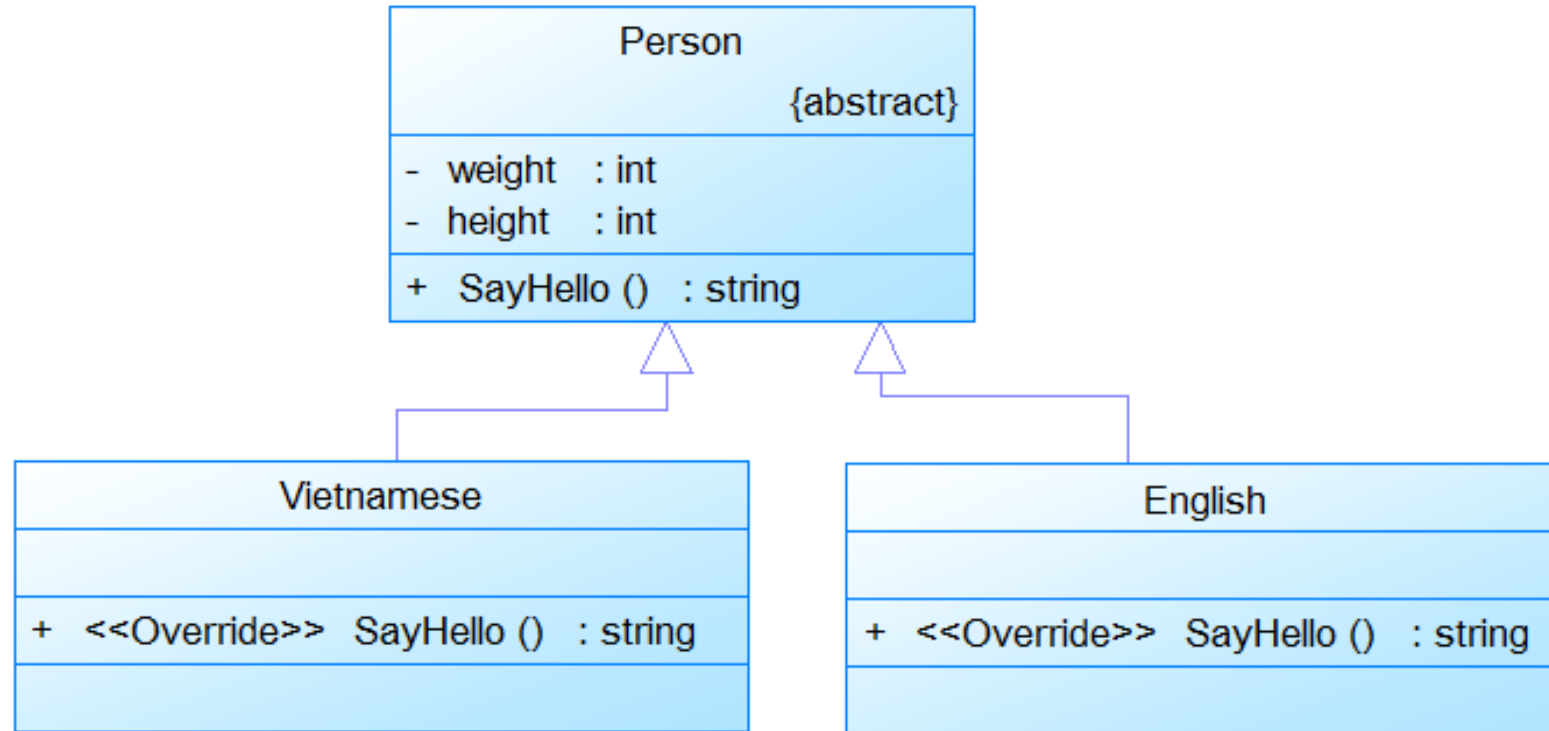 Person
{abstract}
- weight : int
- height : int
+ SayHello () : string
Vietnamese
+ <<Override>> SayHello () : string
English
+ <<Override>> SayHello () : string